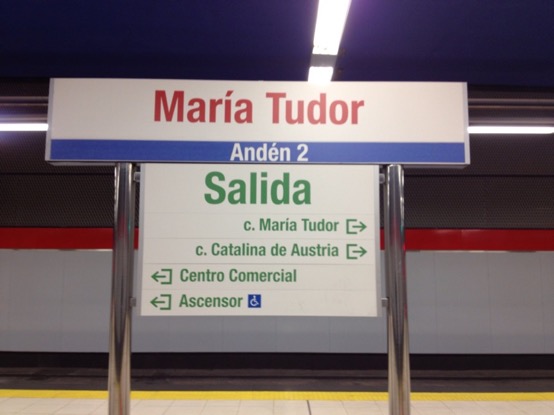 María Tudor
Andén 2
Salida
c. María Tudor
c. Catalina de Austria
Centro Comercial
Ascensor